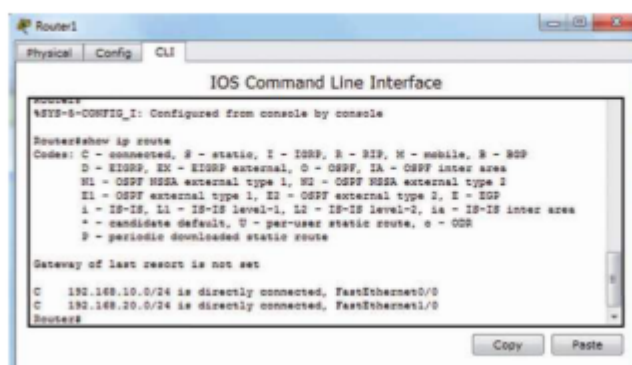 Router1
Physical Config CLI
IOS Command Line Interface
%SYS-5-CONFIG_I: Configured from console by console
Router#show ip route
Codes: C - connected, S - static, I - IGRP, R - RIP, M - mobile, B - BGP
D - EIGRP, EX - EIGRP external, O - OSPF, IA - OSPF inter area
N1 - OSPF NSSA external type 1, N2 - OSPF NSSA external type 2
E1 - OSPF external type 1, E2 - OSPF external type 2, E - EGP
i - IS-IS, L1 - IS-IS level-1, L2 - IS-IS level-2, ia - IS-IS inter area
* - candidate default, U - per-user static route, o - ODR
P - periodic downloaded static route
Gateway of last resort is not set
C 192.168.10.0/24 is directly connected, FastEthernet0/0
C 192.168.20.0/24 is directly connected, FastEthernet1/0
Router#
Copy Paste